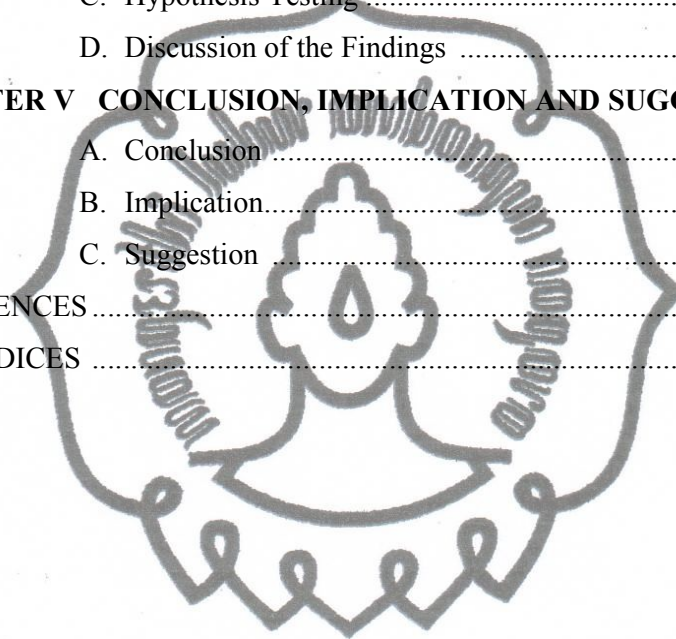 C. Hypothesis Testing ........................................
D. Discussion of the Findings ............................
TER V CONCLUSION, IMPLICATION AND SUGG
A. Conclusion ....................................................
B. Implication.....................................................
C. Suggestion ....................................................
ENCES............................................................................
DICES ............................................................................